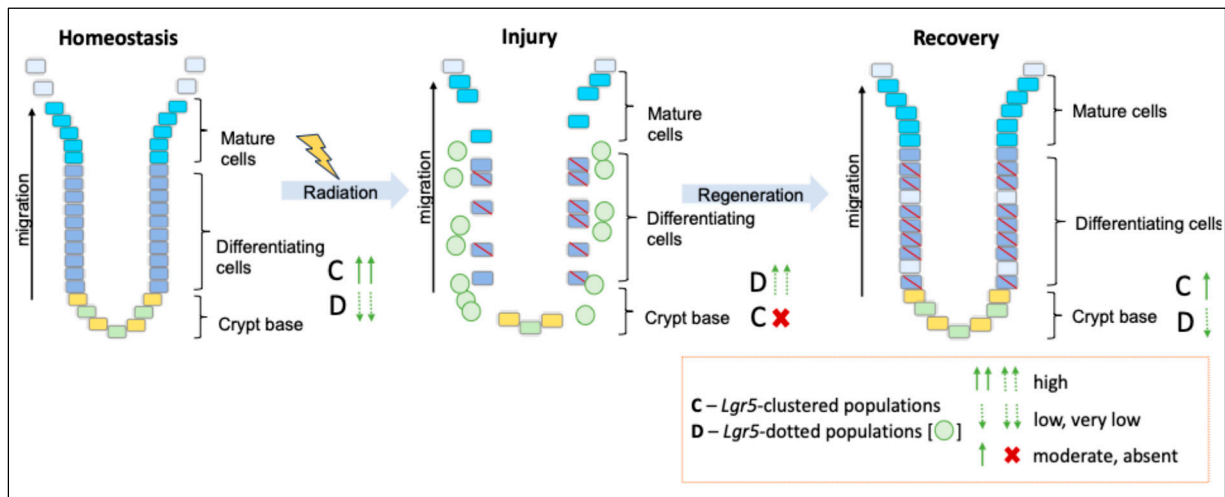 Homeostasis
Injury
Recovery
migration
Mature
cells
Differentiating
cells
Crypt base
C
D
Radiation
migration
Mature
cells
Differentiating
cells
Crypt base
D
C
Regeneration
migration
Mature cells
Differentiating cells
Crypt base
C
D
C – Lgr5-clustered populations
D – Lgr5-dotted populations [ ]
high
low, very low
moderate, absent